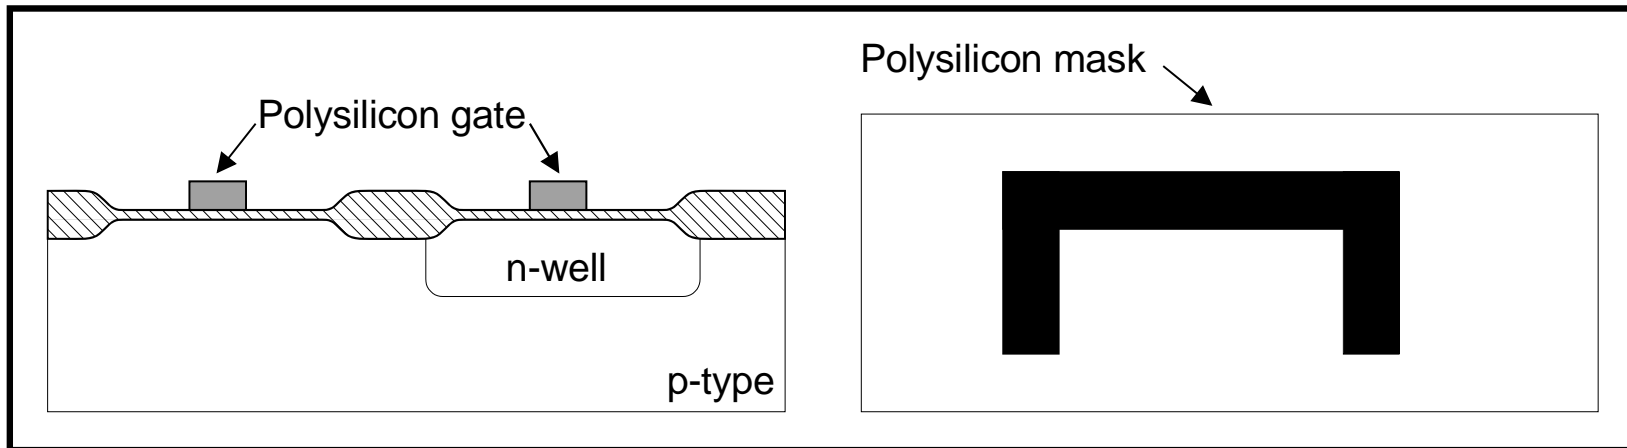 Polysilicon gate
n-well
p-type
Polysilicon mask